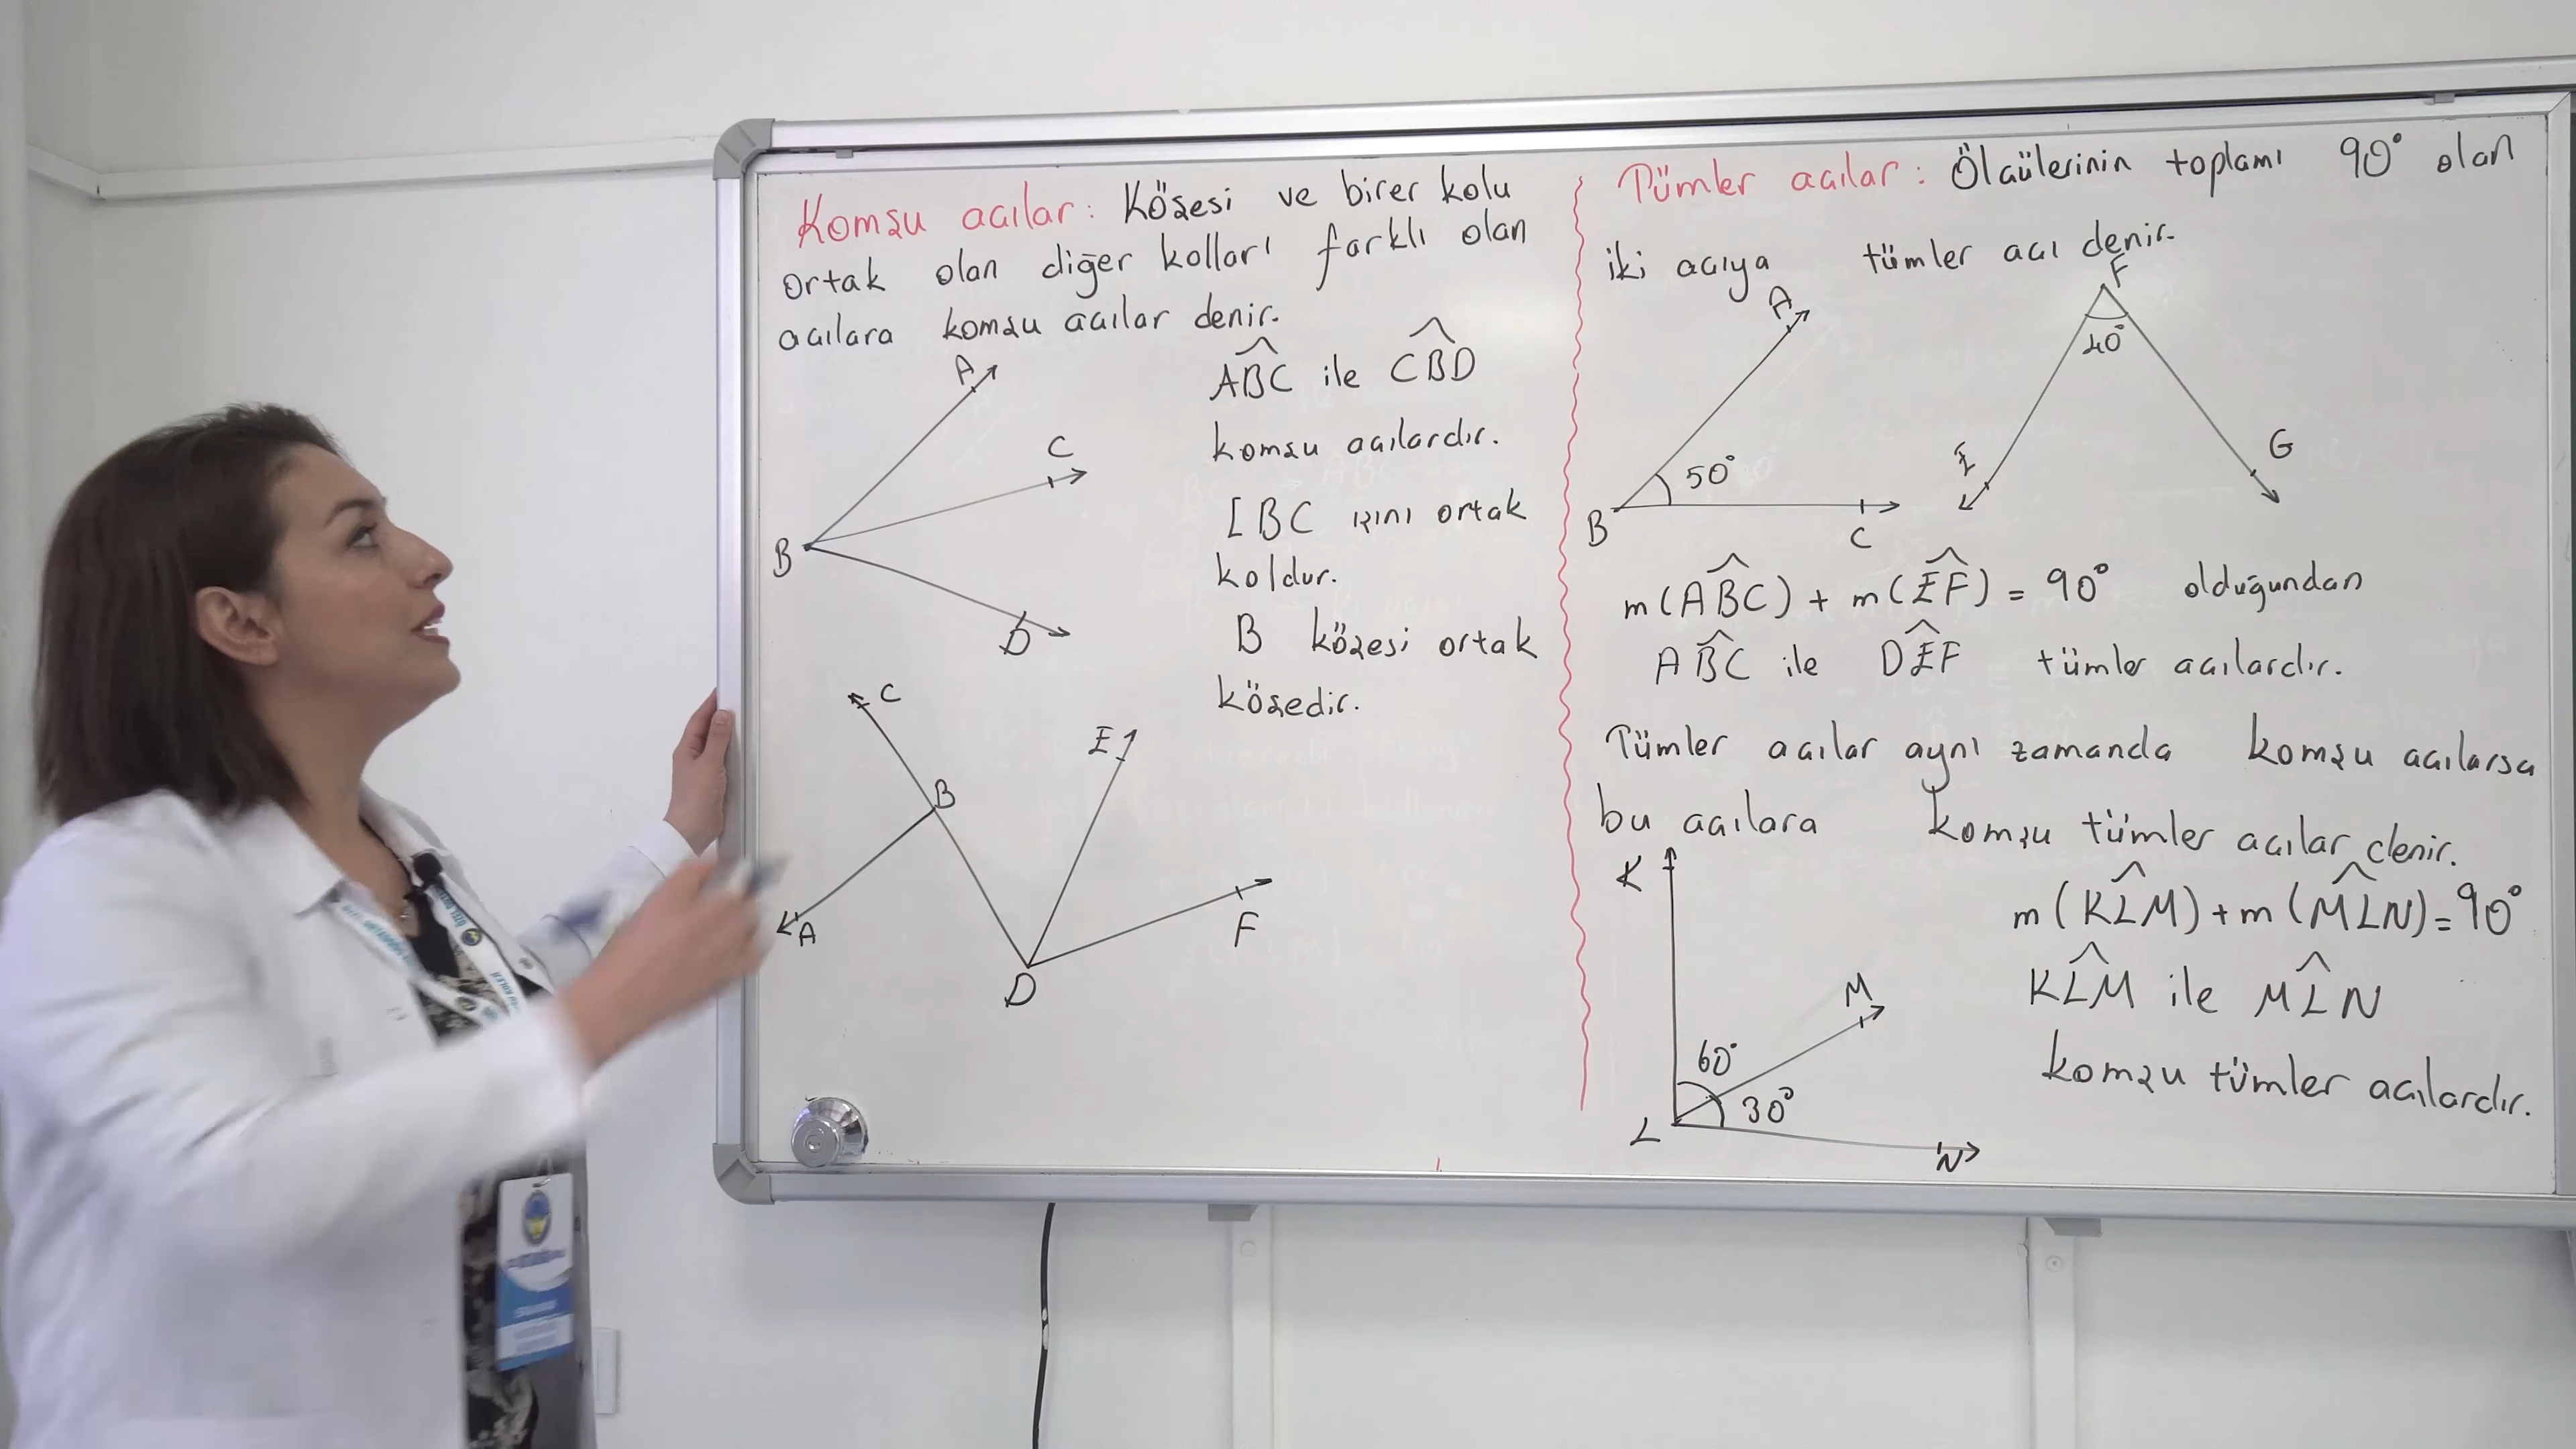 Komşu açılar: Köşesi ve birer kolu
ortak olan diğer kolları farklı olan
açılara komşu açılar denir.
A
C
B
D
ABC ile CBD
komşu açılardır.
[BC ışını ortak
koldur.
B köşesi ortak
köşedir.
C
E
B
A
F
D
Tümler açılar: Ölçülerinin toplamı 90° olan
iki açıya tümler açı denir.
A
F
40°
E
G
50°
B
C
m(ABC) + m(EF) = 90° olduğundan
ABC ile DEF tümler açılardır.
Tümler açılar aynı zamanda komşu açılarsa
bu açılara komşu tümler açılar denir.
K
m(KLM) + m(MLN) = 90°
KLM ile MLN
komşu tümler açılardır.
M
60°
30°
L
N